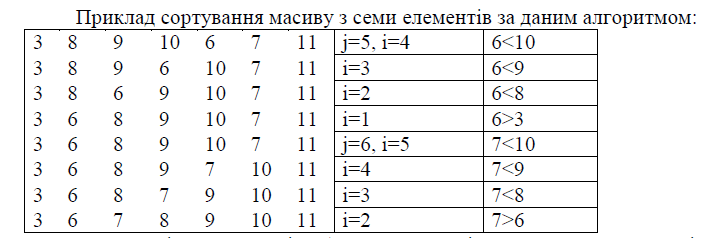 Приклад сортування масиву з семи елементів за даним алгоритмом:
3 8 9 10 6 7 11 j=5, i=4 6<10
3 8 9 6 10 7 11 i=3 6<9
3 8 6 9 10 7 11 i=2 6<8
3 6 8 9 10 7 11 i=1 6>3
3 6 8 9 10 7 11 j=6, i=5 7<10
3 6 8 9 7 10 11 i=4 7<9
3 6 8 7 9 10 11 i=3 7<8
3 6 7 8 9 10 11 i=2 7>6